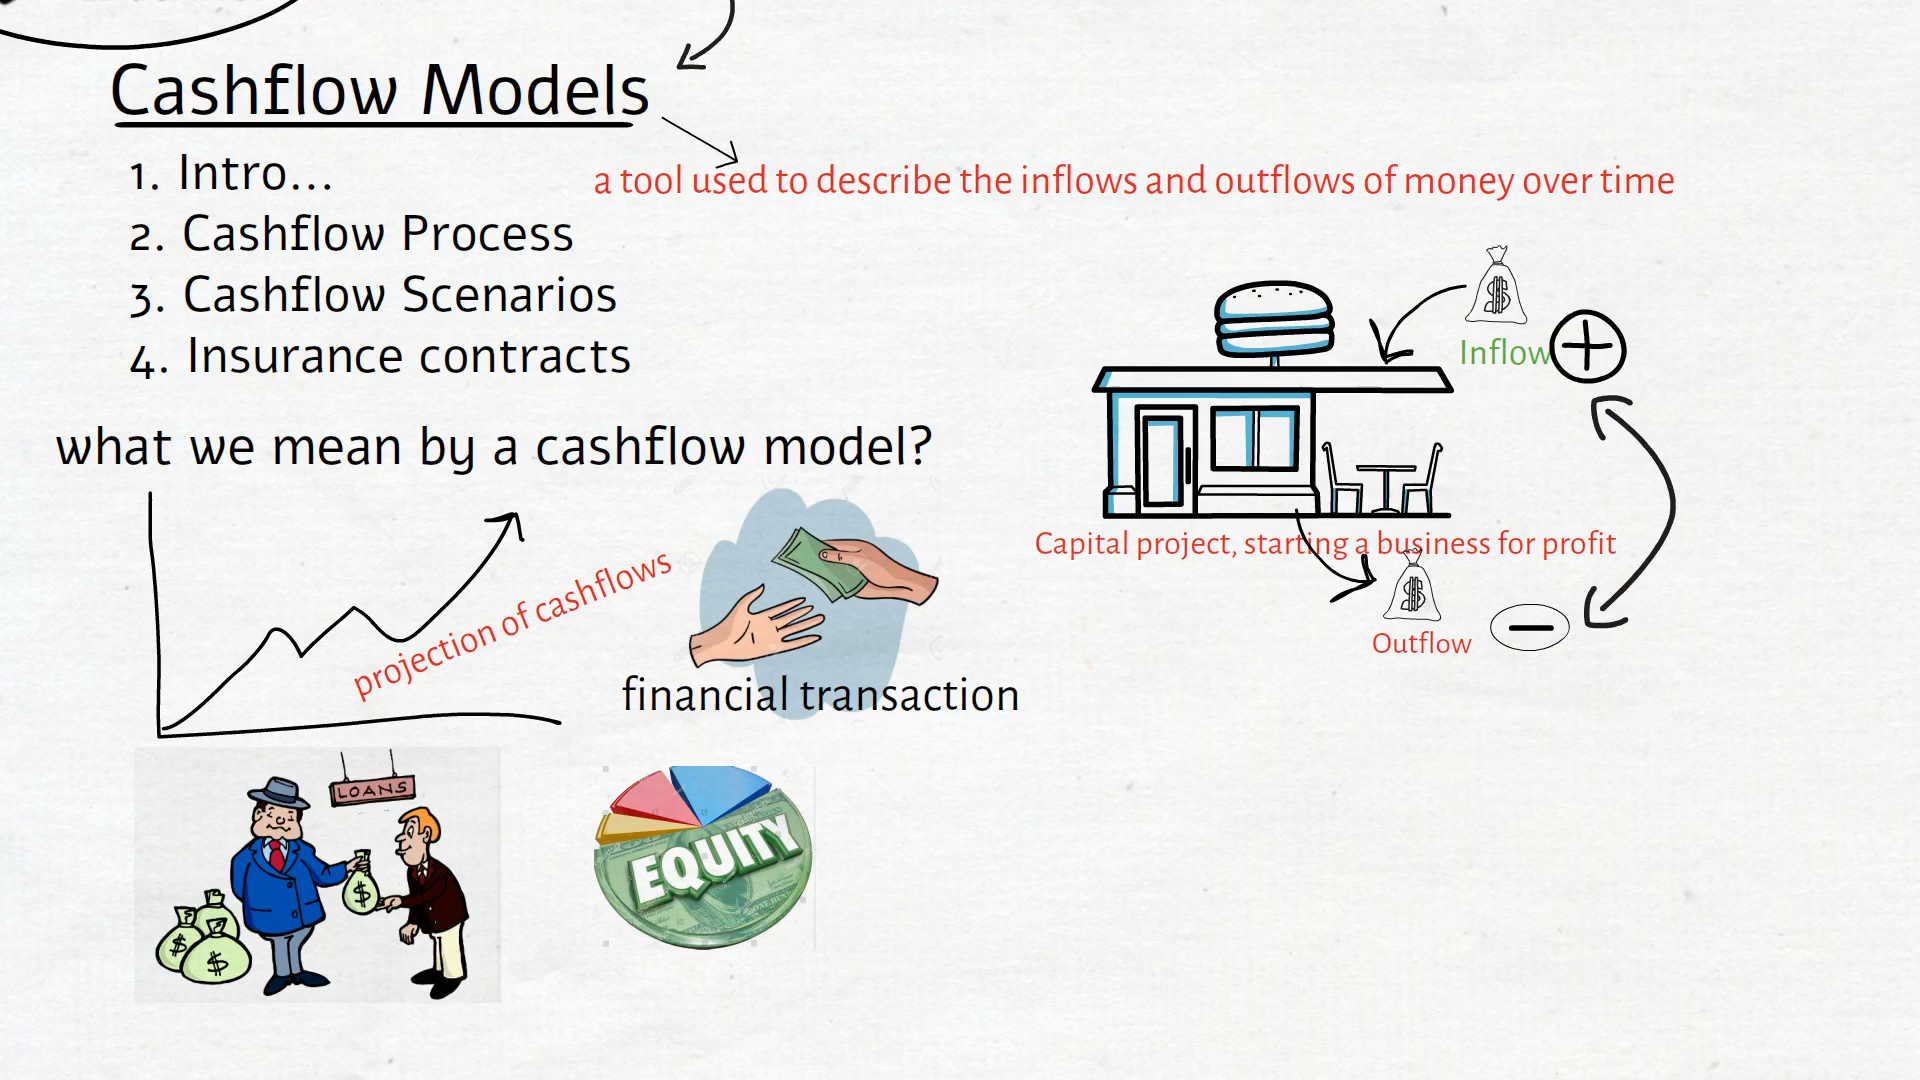 Cashflow Models
1. Intro...
a tool used to describe the inflows and outflows of money over time
2. Cashflow Process
3. Cashflow Scenarios
4. Insurance contracts
Inflow
what we mean by a cashflow model?
Capital project, starting a business for profit
projection of cashflows
Outflow
financial transaction
LOANS
EQUITY